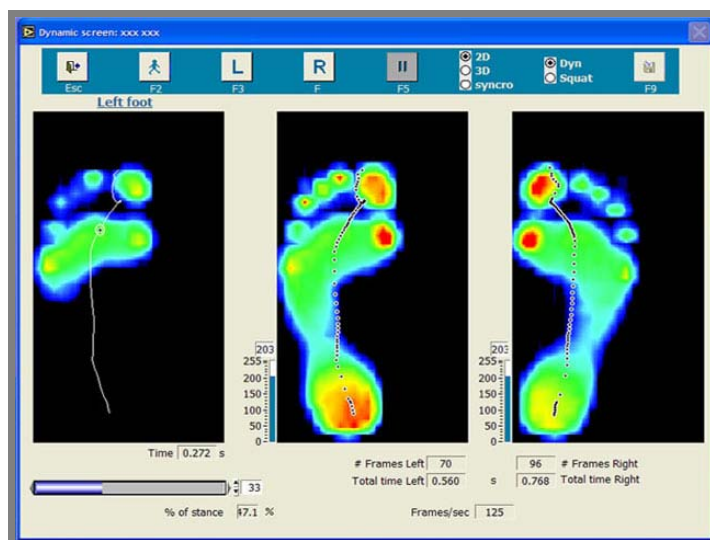 Dynamic screen: xxx xxx
L R 2D 3D syncro Dyn Squat
Esc F2 F3 F F5 F9
Left foot
203 203
255 255
200 200
150 150
100 100
50 50
0 0
Time 0.272 s
# Frames Left 70 96 # Frames Right
Total time Left 0.560 s 0.768 Total time Right
33
% of stance 47.1 %
Frames/sec 125